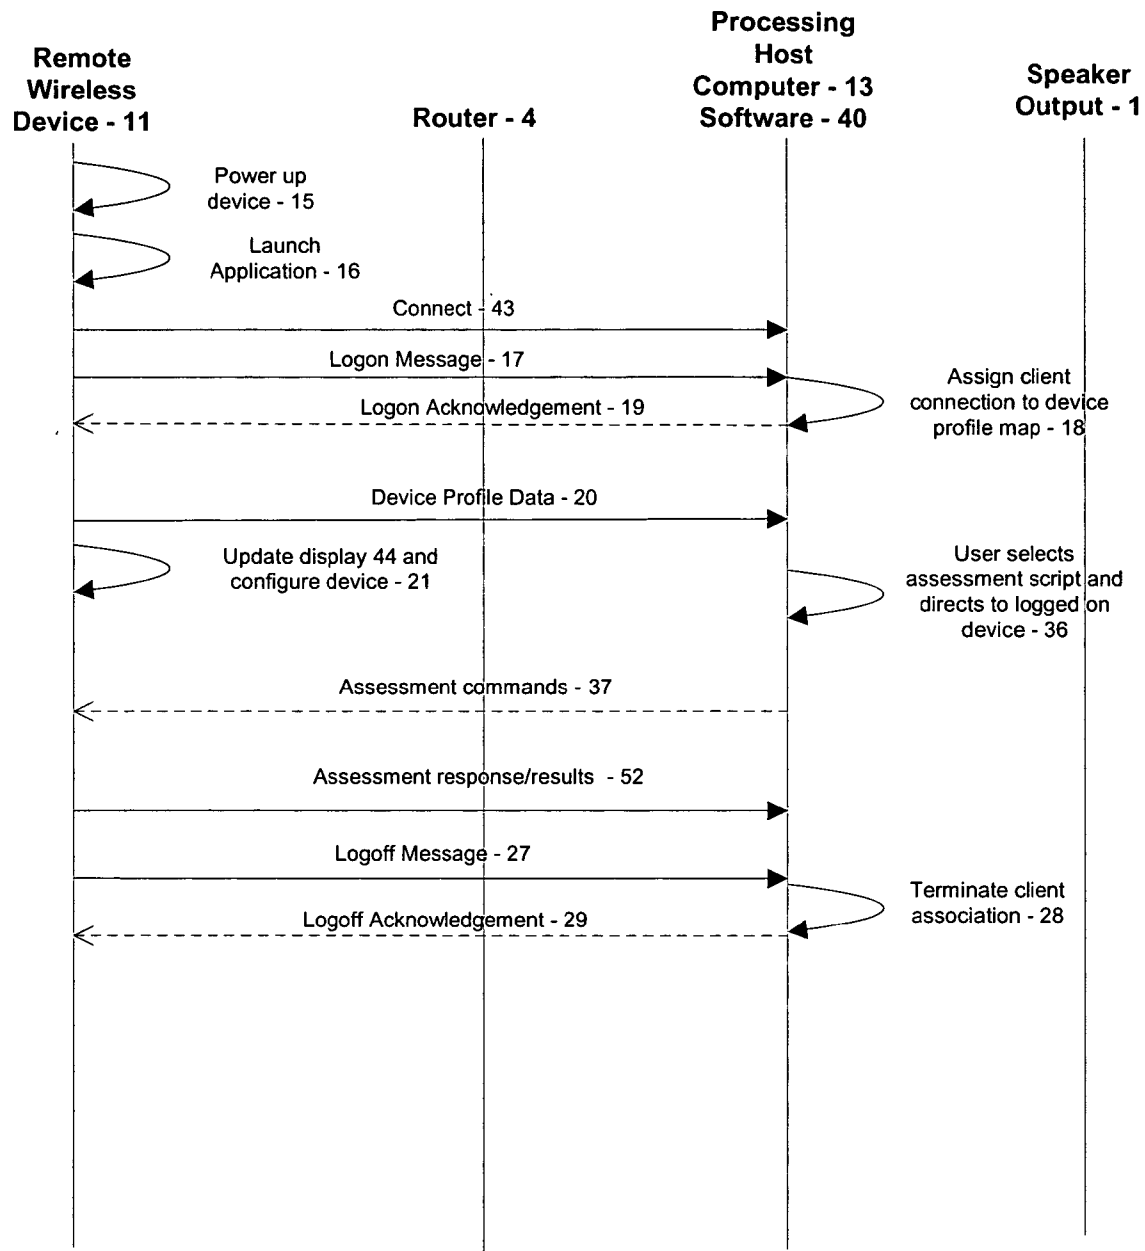 Remote
Wireless
Device - 11
Router - 4
Processing
Host
Computer - 13
Software - 40
Speaker
Output - 1
Power up
device - 15
Launch
Application - 16
Connect - 43
Logon Message - 17
Assign client
connection to device
profile map - 18
Logon Acknowledgement - 19
Device Profile Data - 20
Update display 44 and
configure device - 21
User selects
assessment script and
directs to logged on
device - 36
Assessment commands - 37
Assessment response/results - 52
Logoff Message - 27
Terminate client
association - 28
Logoff Acknowledgement - 29